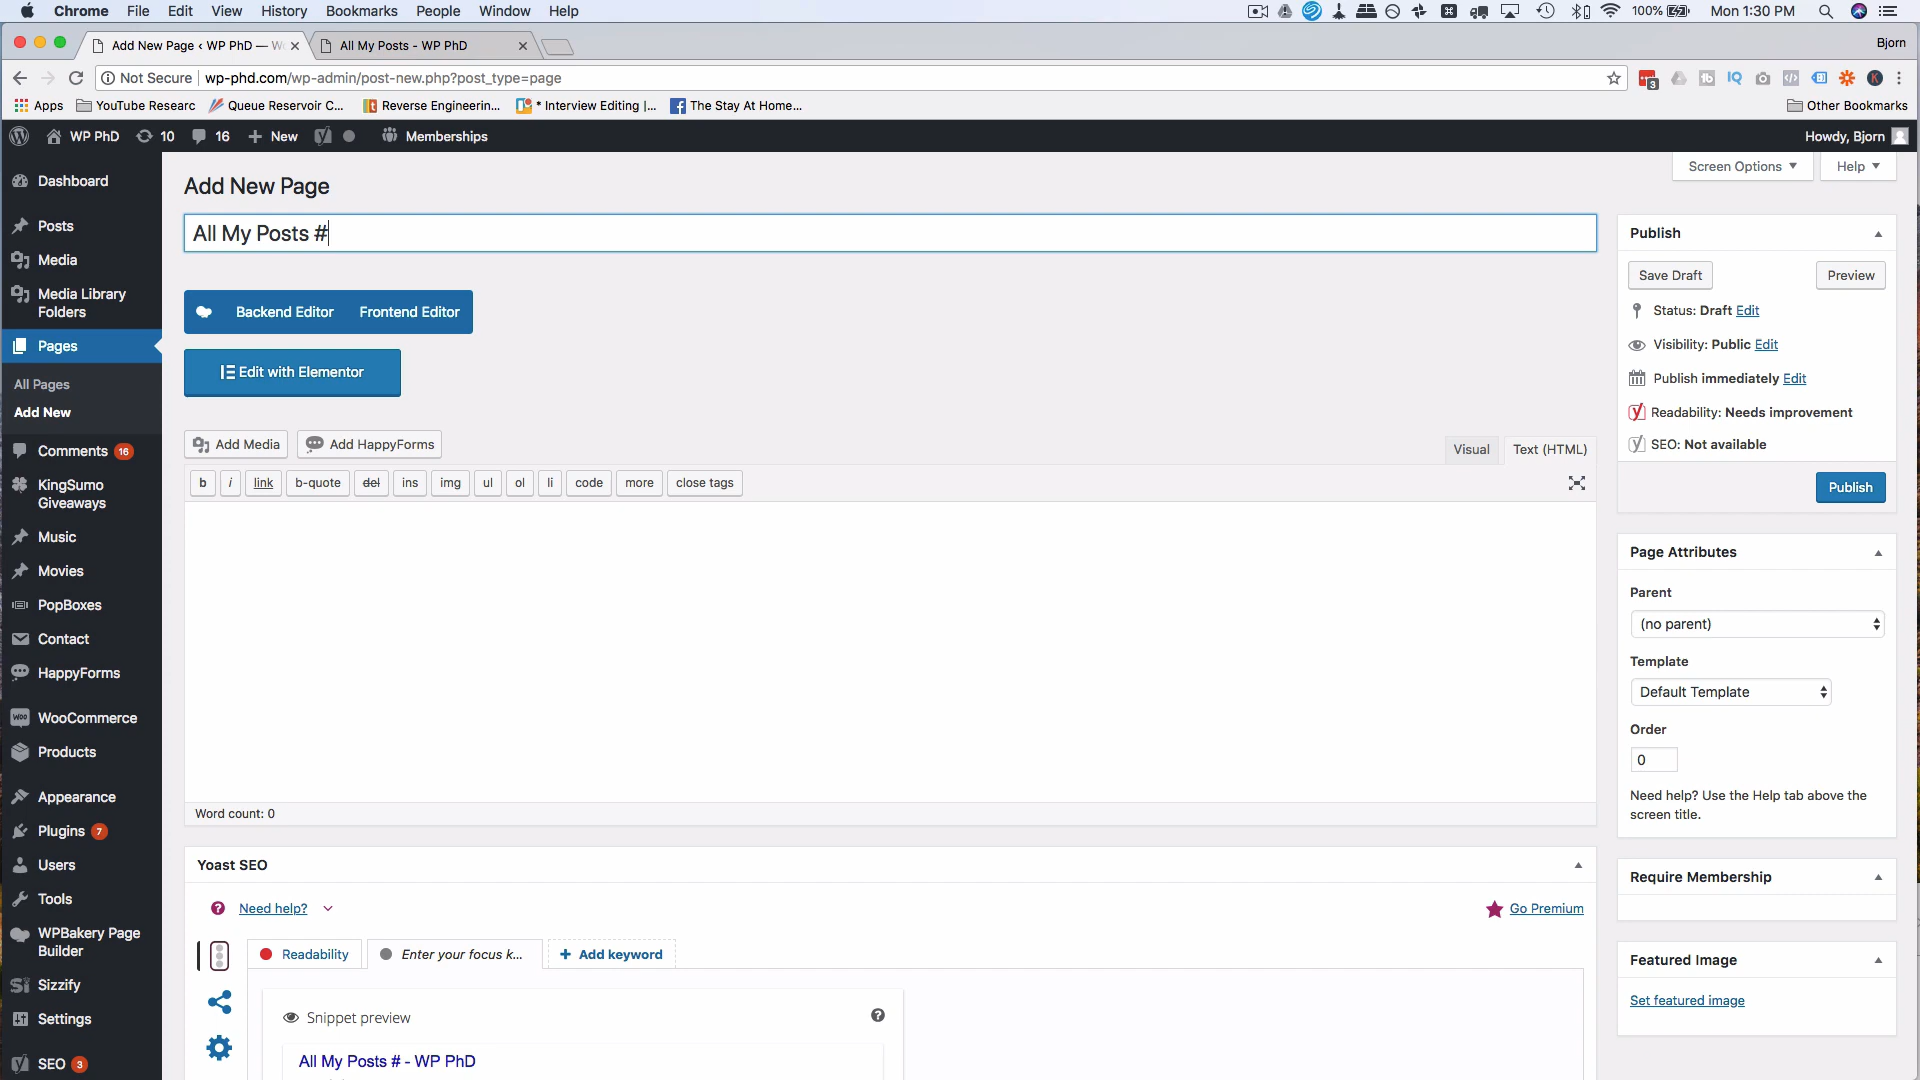 Chrome File Edit View History Bookmarks People Window Help 100% Mon 1:30 PM
Add New Page ‹ WP PhD — W All My Posts - WP PhD Bjorn
Not Secure wp-phd.com/wp-admin/post-new.php?post_type=page
Apps YouTube Researc Queue Reservoir C... Reverse Engineerin... * Interview Editing |... The Stay At Home... Other Bookmarks
WP PhD 10 16 New Memberships Howdy, Bjorn
Screen Options Help
Dashboard
Posts
Media
Media Library
Folders
Pages
All Pages
Add New
Comments 16
KingSumo
Giveaways
Music
Movies
PopBoxes
Contact
HappyForms
WooCommerce
Products
Appearance
Plugins 7
Users
Tools
WPBakery Page
Builder
Sizzify
Settings
SEO 3
Add New Page
All My Posts #
Backend Editor Frontend Editor
Edit with Elementor
Add Media Add HappyForms Visual Text (HTML)
b i link b-quote del ins img ul ol li code more close tags
Word count: 0
Yoast SEO
Need help? Go Premium
Readability Enter your focus k... + Add keyword
Snippet preview
All My Posts # - WP PhD
Publish
Save Draft Preview
Status: Draft Edit
Visibility: Public Edit
Publish immediately Edit
Readability: Needs improvement
SEO: Not available
Publish
Page Attributes
Parent
(no parent)
Template
Default Template
Order
0
Need help? Use the Help tab above the
screen title.
Require Membership
Featured Image
Set featured image